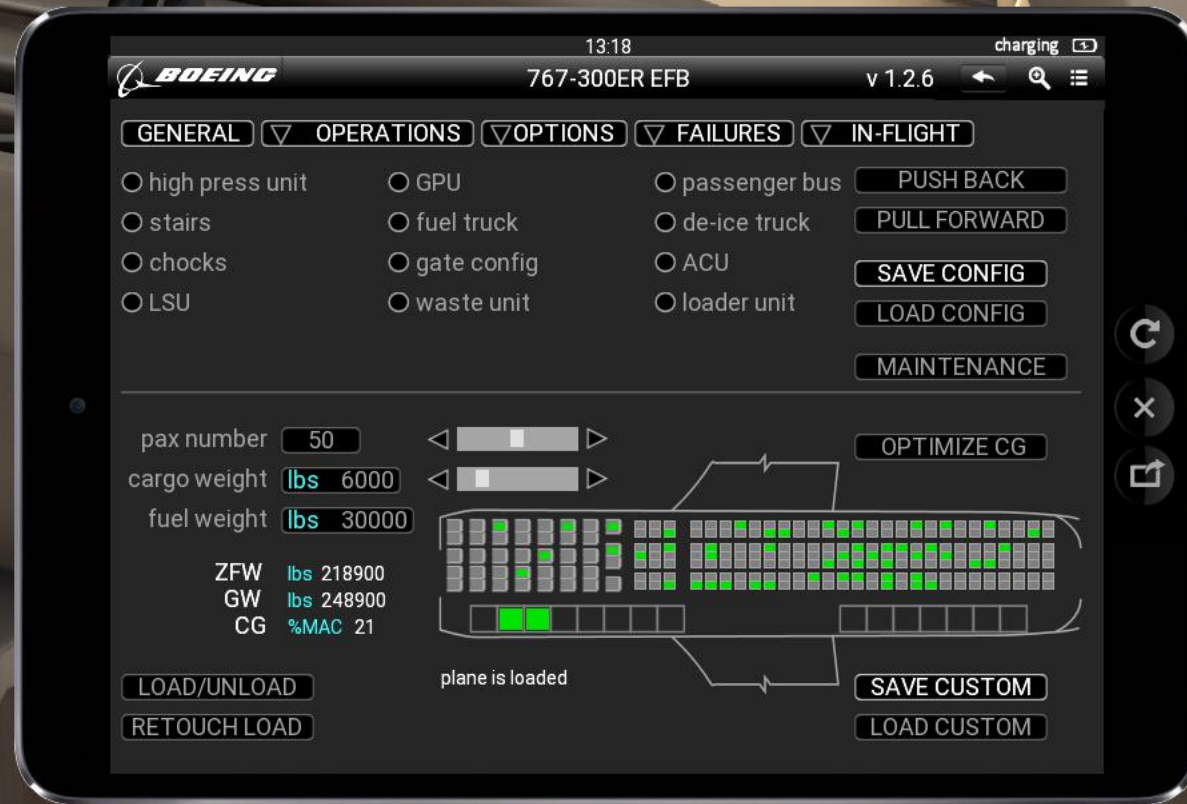 13:18 charging
BOEING 767-300ER EFB v 1.2.6
GENERAL OPERATIONS OPTIONS FAILURES IN-FLIGHT
high press unit GPU passenger bus PUSH BACK
stairs fuel truck de-ice truck PULL FORWARD
chocks gate config ACU SAVE CONFIG
LSU waste unit loader unit LOAD CONFIG
MAINTENANCE
pax number 50 OPTIMIZE CG
cargo weight lbs 6000
fuel weight lbs 30000
ZFW lbs 218900
GW lbs 248900
CG %MAC 21
plane is loaded
LOAD/UNLOAD SAVE CUSTOM
RETOUCH LOAD LOAD CUSTOM